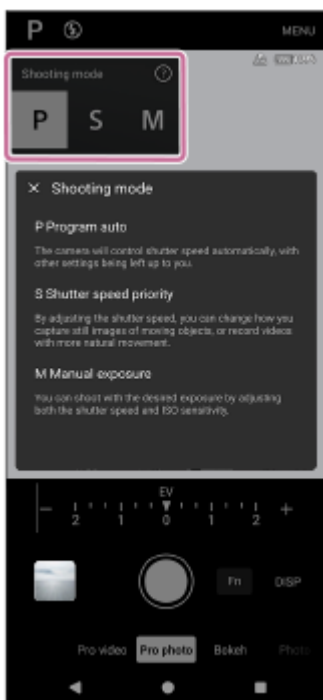 P MENU
Shooting mode ?
P S M
× Shooting mode
P Program auto
The camera will control shutter speed automatically, with
other settings being left up to you.
S Shutter speed priority
By adjusting the shutter speed, you can change how you
capture still images of moving objects, or record videos
with more natural movement.
M Manual exposure
You can shoot with the desired exposure by adjusting
both the shutter speed and ISO sensitivity.
EV
− 2 1 0 1 2 +
Fn DISP
Pro video Pro photo Bokeh Photo